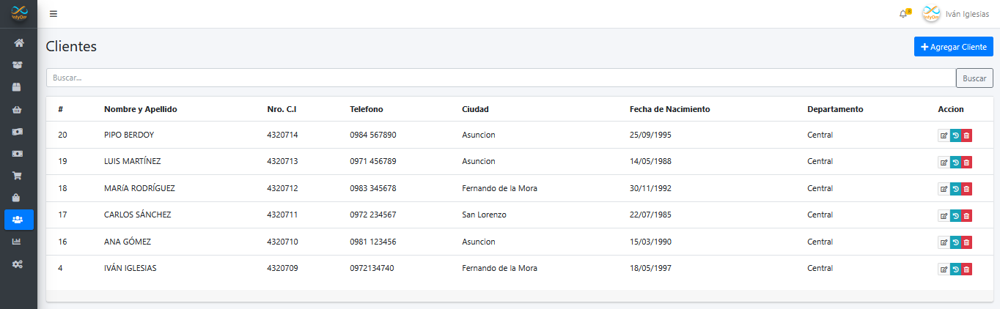 InfyOm
InfyOm Iván Iglesias
Clientes
Agregar Cliente
Buscar... Buscar
# Nombre y Apellido Nro. C.I Telefono Ciudad Fecha de Nacimiento Departamento Accion
20 PIPO BERDOY 4320714 0984 567890 Asuncion 25/09/1995 Central
19 LUIS MARTÍNEZ 4320713 0971 456789 Asuncion 14/05/1988 Central
18 MARíA RODRÍGUEZ 4320712 0983 345678 Fernando de la Mora 30/11/1992 Central
17 CARLOS SÁNCHEZ 4320711 0972 234567 San Lorenzo 22/07/1985 Central
16 ANA GÓMEZ 4320710 0981 123456 Asuncion 15/03/1990 Central
4 IVÁN IGLESIAS 4320709 0972134740 Fernando de la Mora 18/05/1997 Central